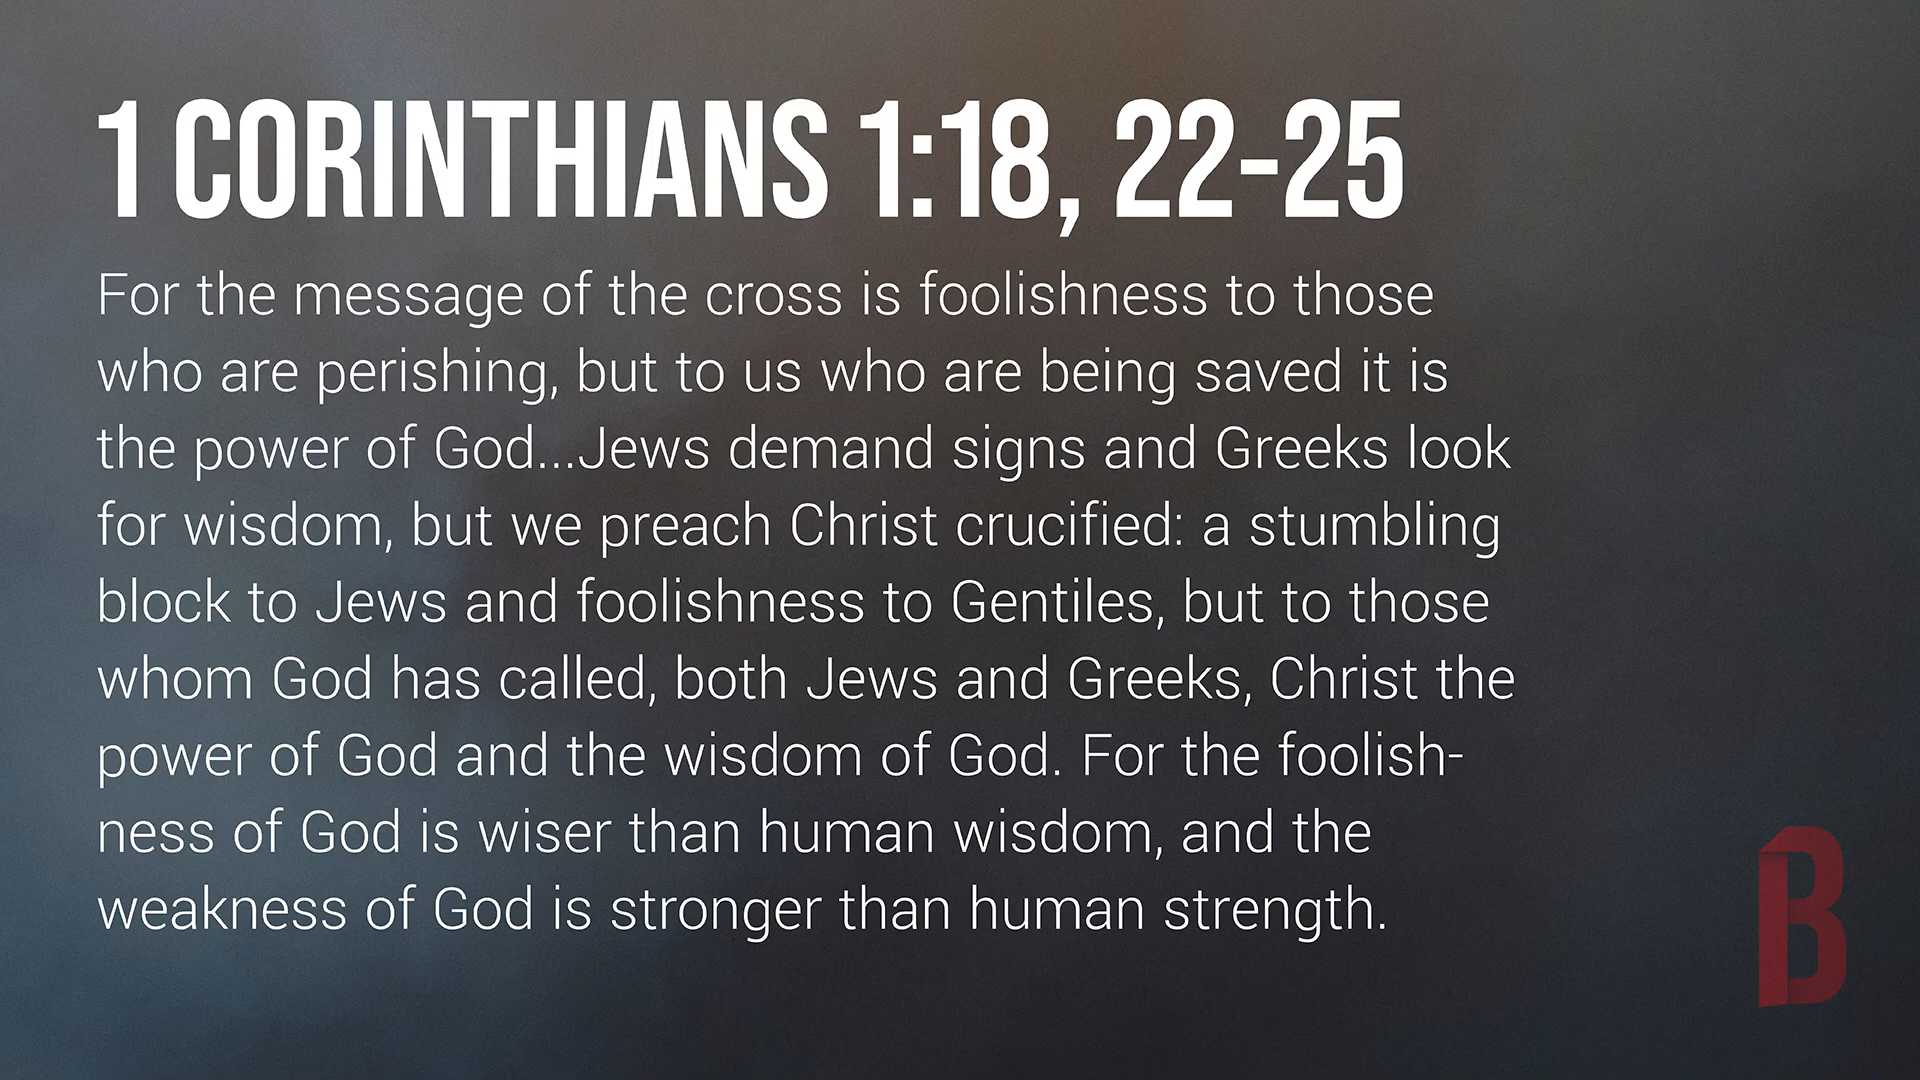 1 CORINTHIANS 1:18, 22-25
For the message of the cross is foolishness to those
who are perishing, but to us who are being saved it is
the power of God...Jews demand signs and Greeks look
for wisdom, but we preach Christ crucified: a stumbling
block to Jews and foolishness to Gentiles, but to those
whom God has called, both Jews and Greeks, Christ the
power of God and the wisdom of God. For the foolish-
ness of God is wiser than human wisdom, and the
weakness of God is stronger than human strength.
B